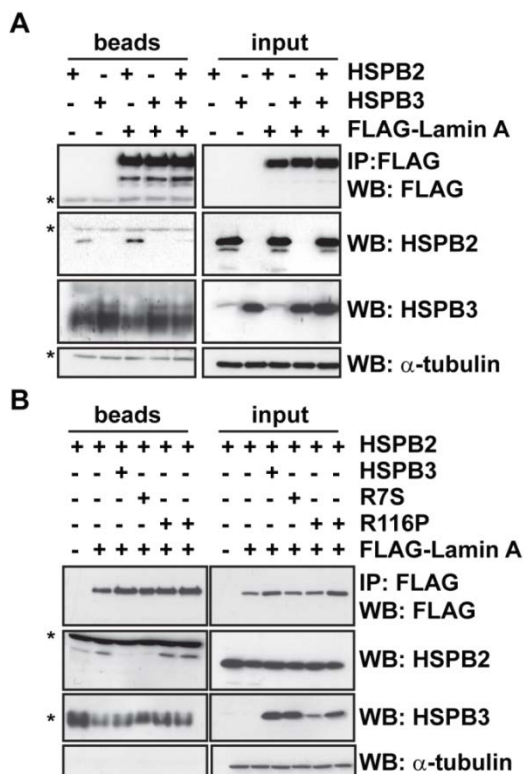 A
beads input
+ - + - + + - + - + HSPB2
- + - + + - + - + + HSPB3
- - + + + - - + + + FLAG-Lamin A
IP:FLAG
* WB: FLAG
* WB: HSPB2
WB: HSPB3
* WB: α-tubulin
B
beads input
+ + + + + + + + + + + + HSPB2
- - + - - - - - + - - - HSPB3
- - - + - - - - - + - - R7S
- - - - + + - - - - + + R116P
- + + + + + - + + + + + FLAG-Lamin A
IP: FLAG
WB: FLAG
* WB: HSPB2
* WB: HSPB3
WB: α-tubulin